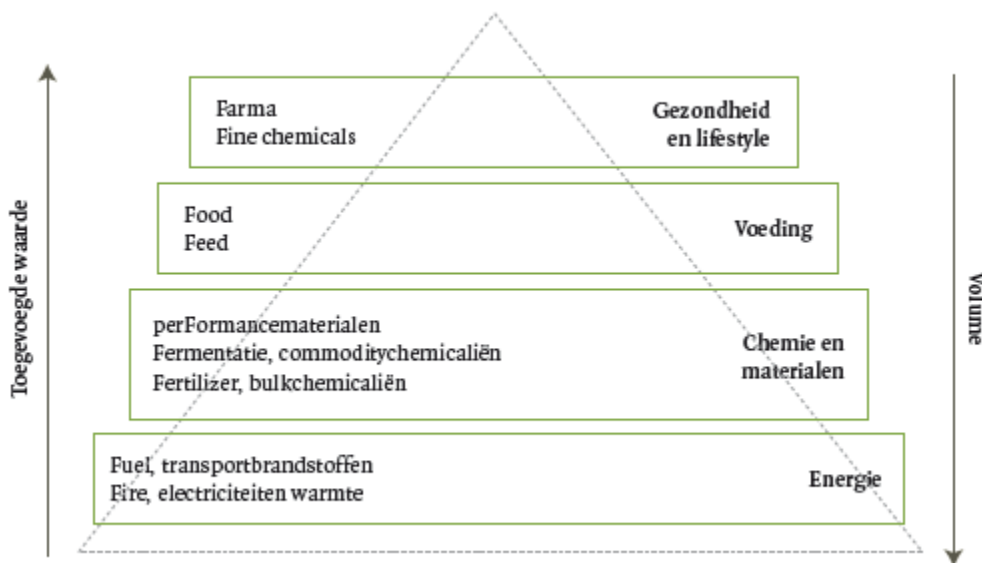 Toegevoegde waarde
Farma
Fine chemicals
Gezondheid
en lifestyle
Food
Feed
Voeding
perFormancematerialen
Fermentatie, commoditychemicaliën
Fertilizer, bulkchemicaliën
Chemie en
materialen
Fuel, transportbrandstoffen
Fire, electriciteiten warmte
Energie
Volume